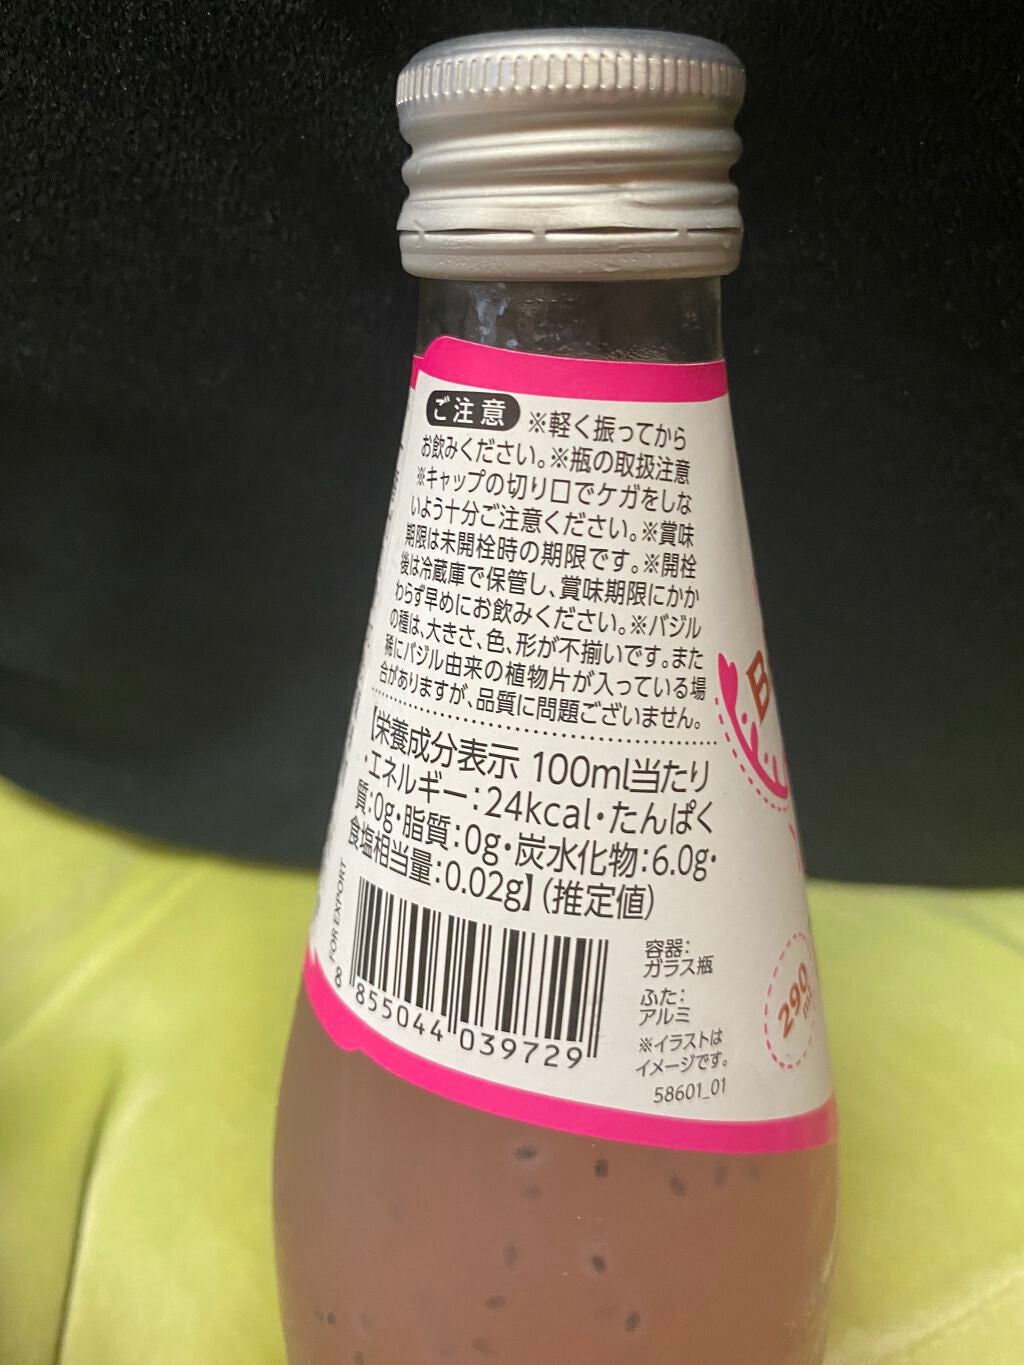 ご注意 ※軽く振ってから
お飲みください。※瓶の取扱注意
※キャップの切り口でケガをしな
いよう十分ご注意ください。※賞味
期限は未開栓時の期限です。※開栓
後は冷蔵庫で保管し、賞味期限にかか
わらず早めにお飲みください。※バジル
の種は、大きさ、色、形が不揃いです。また
稀にバジル由来の植物片が入っている場
合がありますが、品質に問題ございません。
【栄養成分表示 100ml当たり
・エネルギー:24kcal・たんぱく
質:0g・脂質:0g・炭水化物:6.0g・
食塩相当量:0.02g】(推定値)
FOR EXPORT
8 855044 039729
容器:
ガラス瓶
ふた:
アルミ
※イラストは
イメージです。
58601_01
290